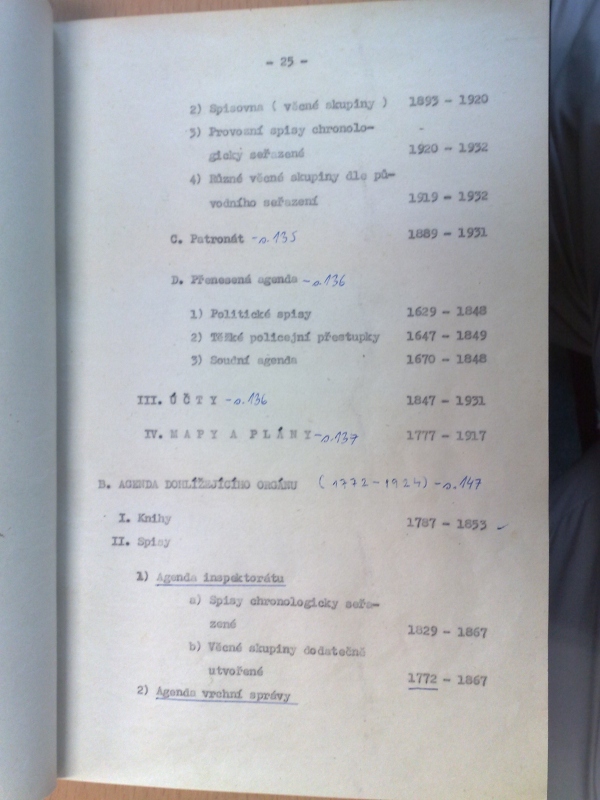 - 25 -
2) Spisovna ( věcné skupiny ) 1893 - 1920
3) Provozní spisy chronolo-
gicky seřazené 1920 - 1932
4) Různé věcné skupiny dle pů-
vodního seřazení 1919 - 1932
C. Patronát - s.135 1889 - 1931
D. Přenesená agenda - s.136
1) Politické spisy 1629 - 1848
2) Těžké policejní přestupky 1647 - 1849
3) Soudní agenda 1670 - 1848
III. Ú Č T Y - s.136 1847 - 1931
IV. M A P Y A P L Á N Y - s.137 1777 - 1917
B. AGENDA DOHLÍŽEJÍCÍHO ORGÁNU (1772-1924) - s.147
I. Knihy 1787 - 1853
II. Spisy
1) Agenda inspektorátu
a) Spisy chronologicky seřa-
zené 1829 - 1867
b) Věcné skupiny dodatečně
utvořené 1772 - 1867
2) Agenda vrchní správy